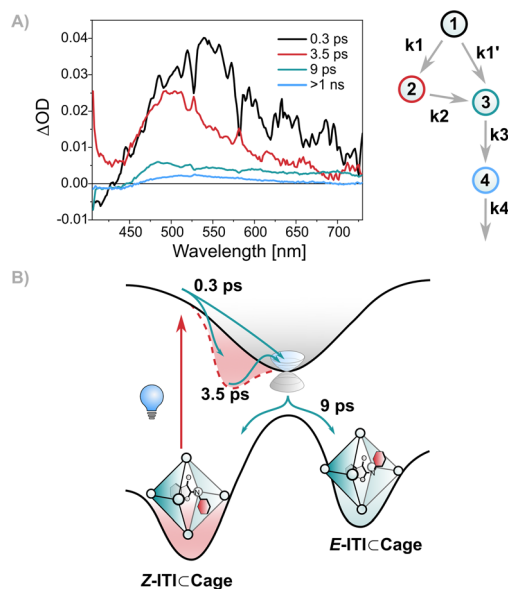 A)
0.04
0.03
0.02
0.01
0.00
-0.01
ΔOD
0.3 ps
3.5 ps
9 ps
>1 ns
450 500 550 600 650 700
Wavelength [nm]
1
k1 k1'
2
3
k2
k3
4
k4
B)
0.3 ps
3.5 ps
9 ps
N
N
Z-ITI⊂Cage
E-ITI⊂Cage